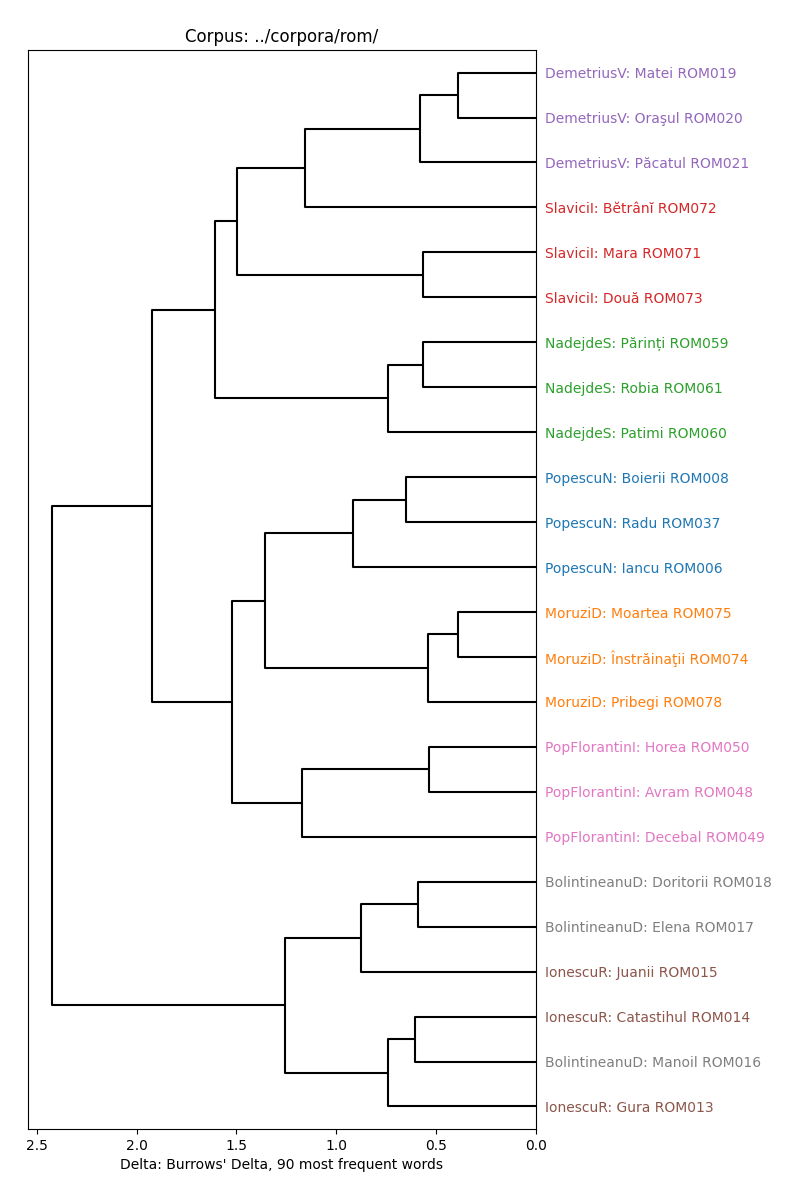 Corpus: ../corpora/rom/
DemetriusV: Matei ROM019
DemetriusV: Oraşul ROM020
DemetriusV: Păcatul ROM021
SlaviciI: Bĕtrânĭ ROM072
SlaviciI: Mara ROM071
SlaviciI: Două ROM073
NadejdeS: Părinți ROM059
NadejdeS: Robia ROM061
NadejdeS: Patimi ROM060
PopescuN: Boierii ROM008
PopescuN: Radu ROM037
PopescuN: Iancu ROM006
MoruziD: Moartea ROM075
MoruziD: Înstrăinaţii ROM074
MoruziD: Pribegi ROM078
PopFlorantinI: Horea ROM050
PopFlorantinI: Avram ROM048
PopFlorantinI: Decebal ROM049
BolintineanuD: Doritorii ROM018
BolintineanuD: Elena ROM017
IonescuR: Juanii ROM015
IonescuR: Catastihul ROM014
BolintineanuD: Manoil ROM016
IonescuR: Gura ROM013
2.5 2.0 1.5 1.0 0.5 0.0
Delta: Burrows' Delta, 90 most frequent words